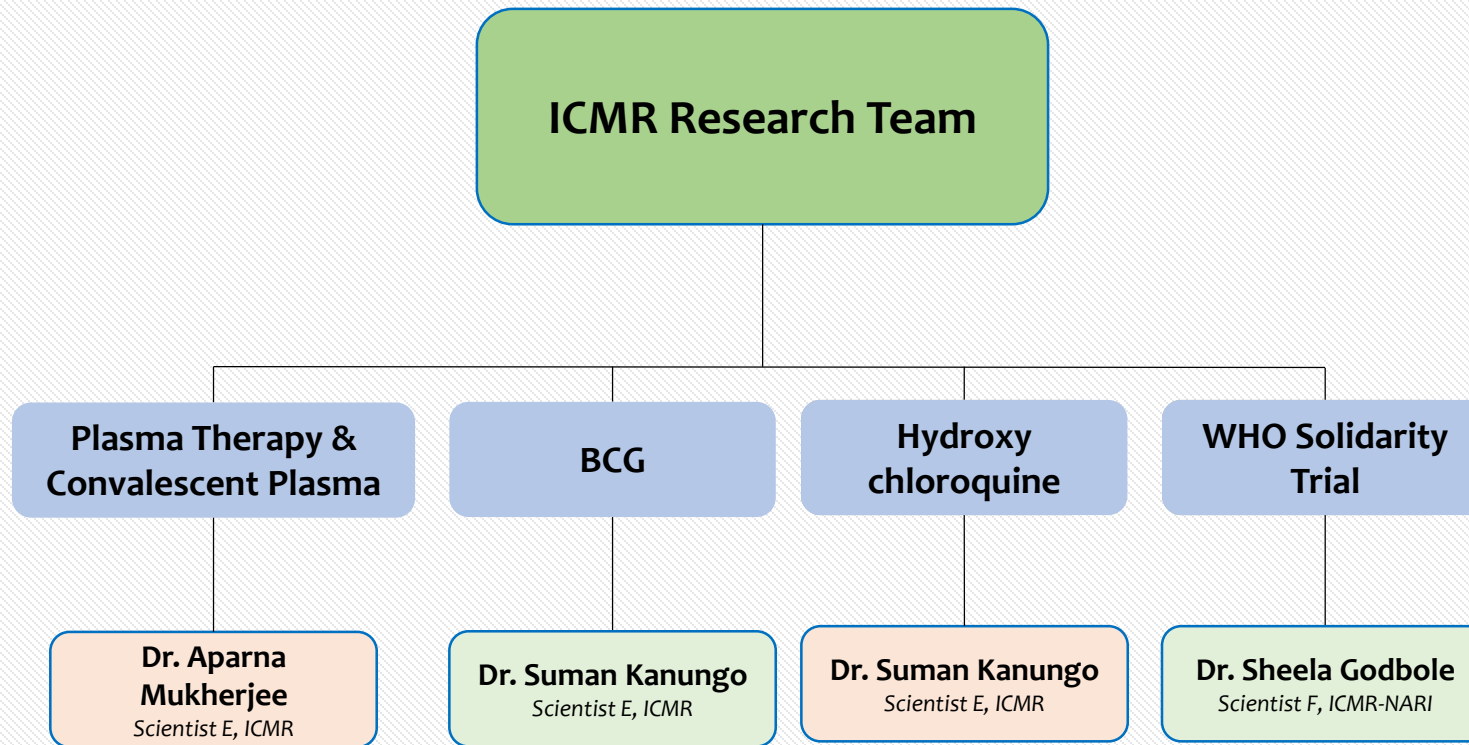 ICMR Research Team
Plasma Therapy &
Convalescent Plasma
BCG
Hydroxy
chloroquine
WHO Solidarity
Trial
Dr. Aparna
Mukherjee
Scientist E, ICMR
Dr. Suman Kanungo
Scientist E, ICMR
Dr. Suman Kanungo
Scientist E, ICMR
Dr. Sheela Godbole
Scientist F, ICMR-NARI